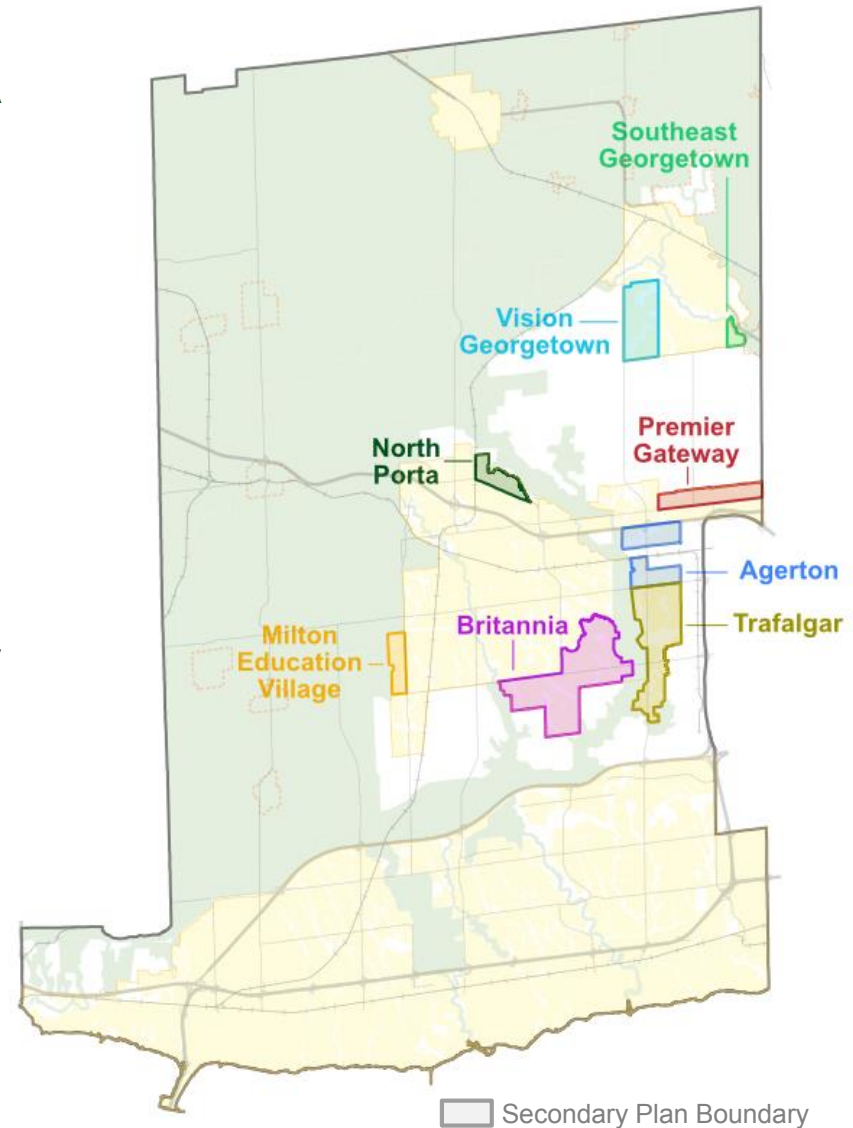 Southeast
Georgetown
Vision
Georgetown
Premier
Gateway
North
Porta
Agerton
Britannia
Trafalgar
Milton
Education
Village
Secondary Plan Boundary